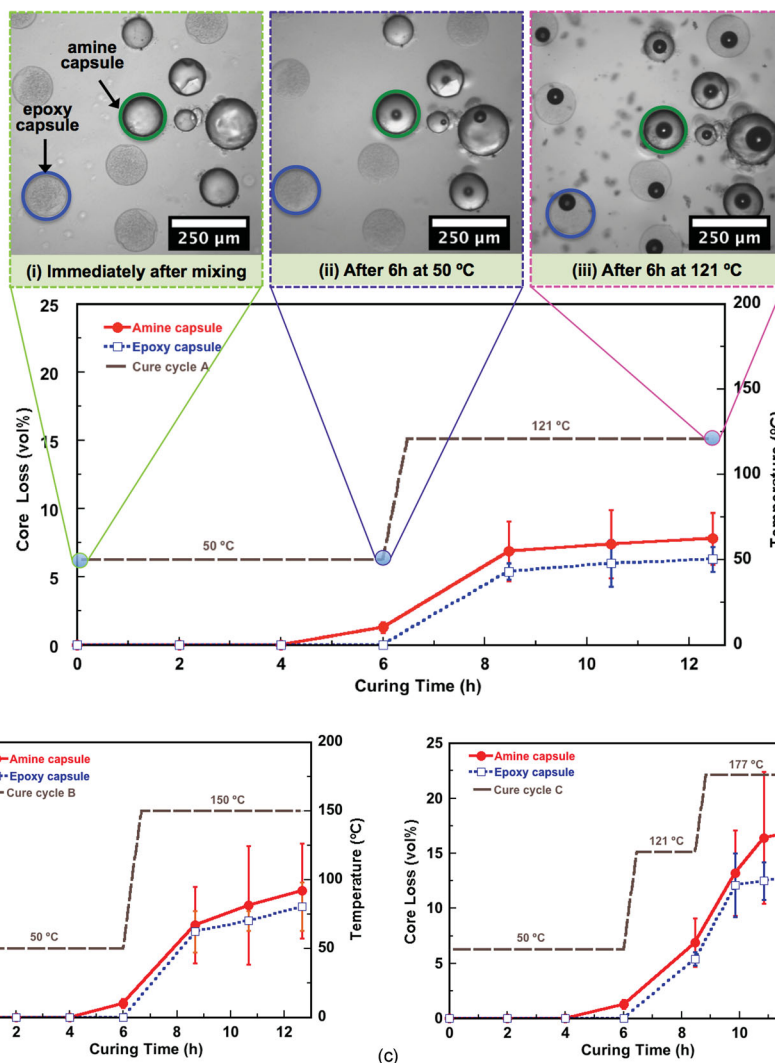 amine
capsule
epoxy
capsule
250 µm
250 µm
250 µm
(i) Immediately after mixing
(ii) After 6h at 50 ºC
(iii) After 6h at 121 ºC
25
20
15
10
5
0
Core Loss (vol%)
Amine capsule
Epoxy capsule
Cure cycle A
50 ºC
121 ºC
200
150
100
50
0
Temperature (ºC)
0 2 4 6 8 10 12
Curing Time (h)
Amine capsule
Epoxy capsule
Cure cycle B
50 ºC
150 ºC
200
150
100
50
0
Temperature (ºC)
2 4 6 8 10 12
Curing Time (h)
(c)
25
20
15
10
5
0
Core Loss (vol%)
Amine capsule
Epoxy capsule
Cure cycle C
50 ºC
121 ºC
177 ºC
0 2 4 6 8 10
Curing Time (h)